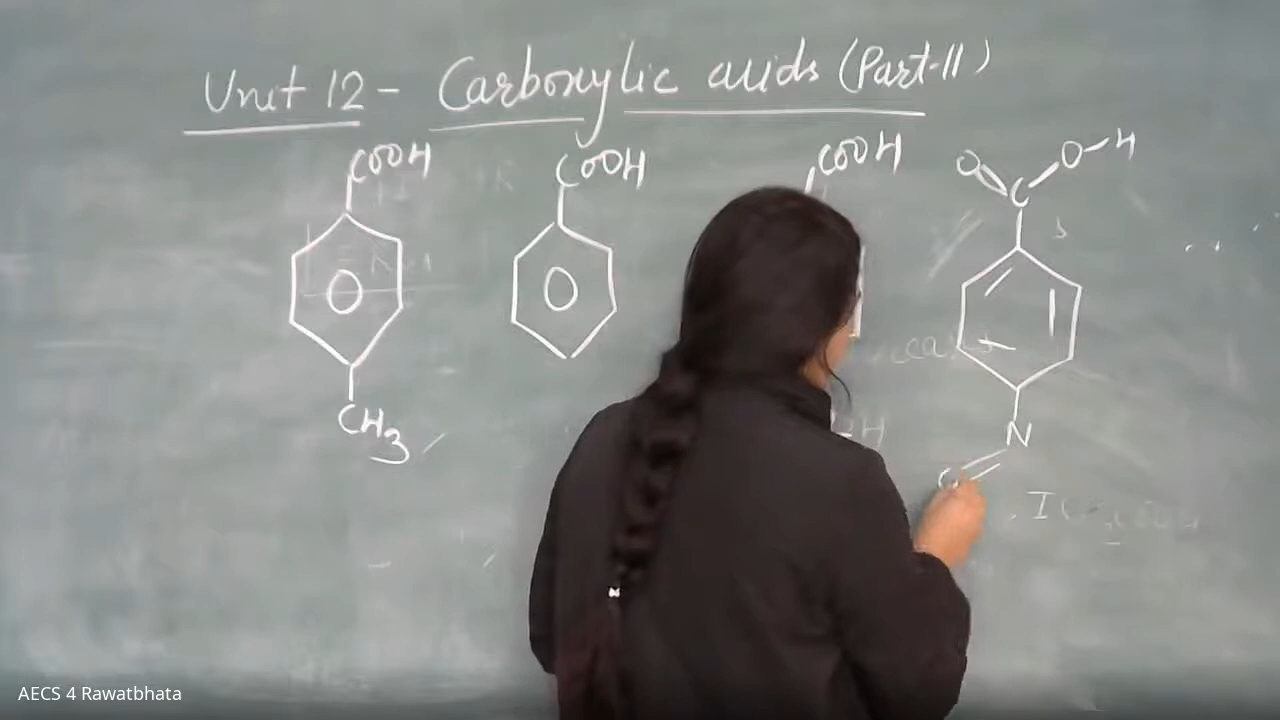 Unit 12 - Carboxylic acids (Part-II)
COOH COOH COOH O C O-H
CH3 N
AECS 4 Rawatbhata